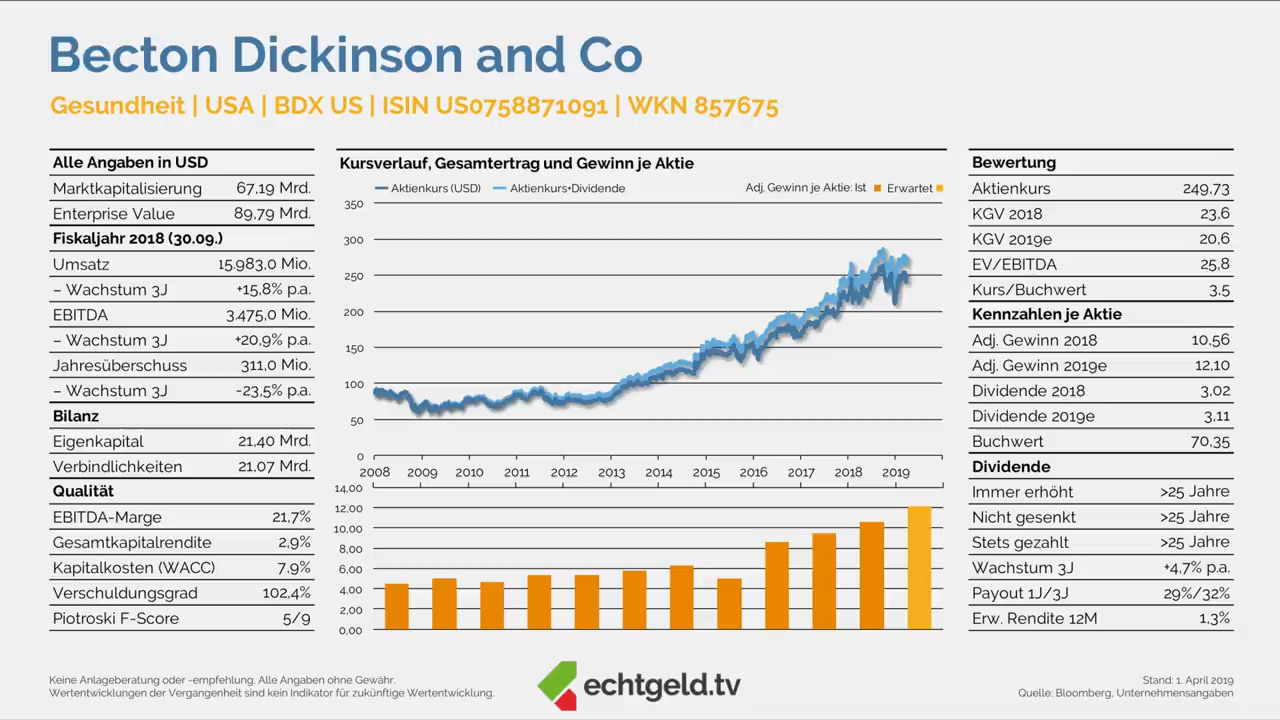 Becton Dickinson and Co
Gesundheit | USA | BDX US | ISIN US0758871091 | WKN 857675
Alle Angaben in USD
Marktkapitalisierung 67,19 Mrd.
Enterprise Value 89,79 Mrd.
Fiskaljahr 2018 (30.09.)
Umsatz 15.983,0 Mio.
– Wachstum 3J +15,8% p.a.
EBITDA 3.475,0 Mio.
– Wachstum 3J +20,9% p.a.
Jahresüberschuss 311,0 Mio.
– Wachstum 3J -23,5% p.a.
Bilanz
Eigenkapital 21,40 Mrd.
Verbindlichkeiten 21,07 Mrd.
Qualität
EBITDA-Marge 21,7%
Gesamtkapitalrendite 2,9%
Kapitalkosten (WACC) 7,9%
Verschuldungsgrad 102,4%
Piotroski F-Score 5/9
Kursverlauf, Gesamtertrag und Gewinn je Aktie
Aktienkurs (USD) Aktienkurs+Dividende Adj. Gewinn je Aktie: Ist Erwartet
350
300
250
200
150
100
50
0
2008 2009 2010 2011 2012 2013 2014 2015 2016 2017 2018 2019
14,00
12,00
10,00
8,00
6,00
4,00
2,00
0,00
Bewertung
Aktienkurs 249,73
KGV 2018 23,6
KGV 2019e 20,6
EV/EBITDA 25,8
Kurs/Buchwert 3,5
Kennzahlen je Aktie
Adj. Gewinn 2018 10,56
Adj. Gewinn 2019e 12,10
Dividende 2018 3,02
Dividende 2019e 3,11
Buchwert 70,35
Dividende
Immer erhöht >25 Jahre
Nicht gesenkt >25 Jahre
Stets gezahlt >25 Jahre
Wachstum 3J +4,7% p.a.
Payout 1J/3J 29%/32%
Erw. Rendite 12M 1,3%
Keine Anlageberatung oder -empfehlung. Alle Angaben ohne Gewähr.
Wertentwicklungen der Vergangenheit sind kein Indikator für zukünftige Wertentwicklung.
echtgeld.tv
Stand: 1. April 2019
Quelle: Bloomberg, Unternehmensangaben